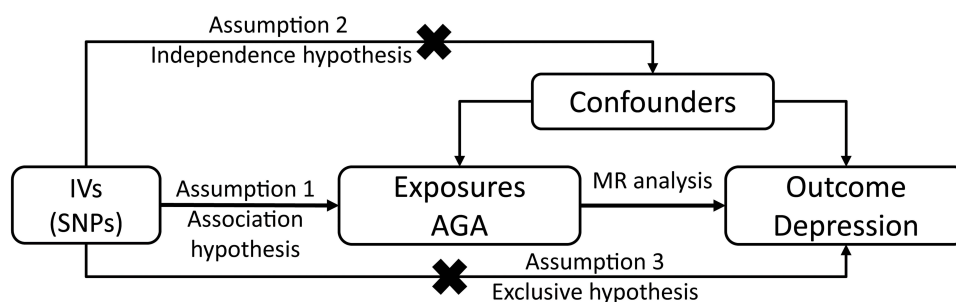 Assumption 2
Independence hypothesis
Confounders
IVs
(SNPs)
Assumption 1
Association
hypothesis
Exposures
AGA
MR analysis
Outcome
Depression
Assumption 3
Exclusive hypothesis